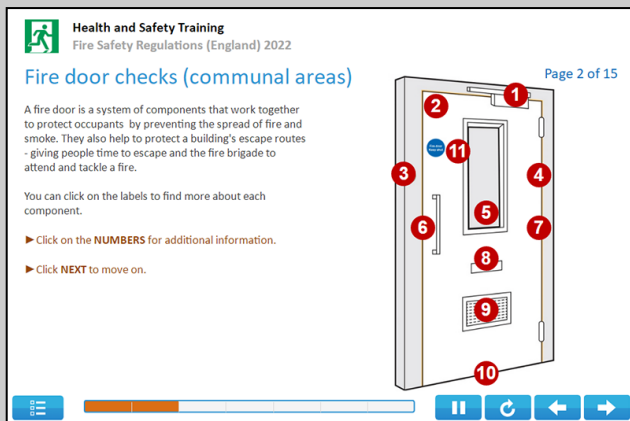 Health and Safety Training
Fire Safety Regulations (England) 2022
Fire door checks (communal areas)
Page 2 of 15
A fire door is a system of components that work together
to protect occupants by preventing the spread of fire and
smoke. They also help to protect a building's escape routes
- giving people time to escape and the fire brigade to
attend and tackle a fire.
You can click on the labels to find more about each
component.
►Click on the NUMBERS for additional information.
►Click NEXT to move on.
1
2
11
3
4
5
6
7
8
9
10